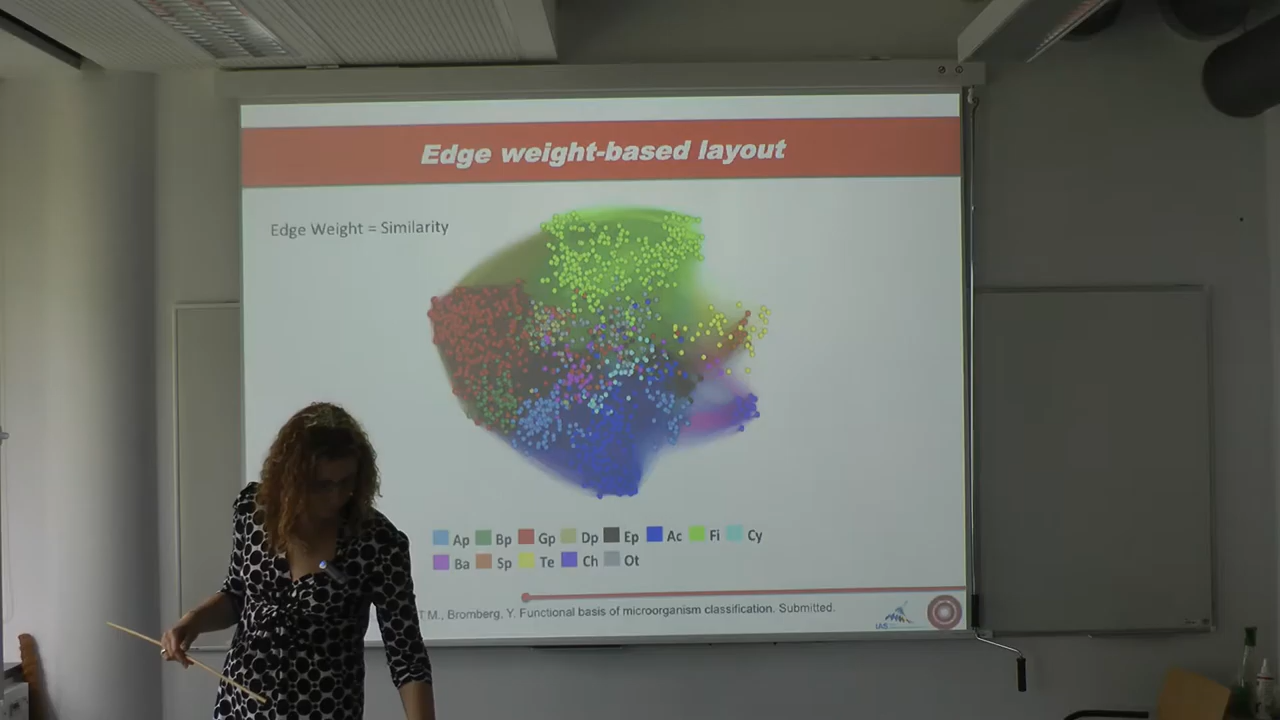 Edge weight-based layout
Edge Weight = Similarity
Ap Bp Gp Dp Ep Ac Fi Cy
Ba Sp Te Ch Ot
M., Bromberg, Y. Functional basis of microorganism classification. Submitted.
IAS